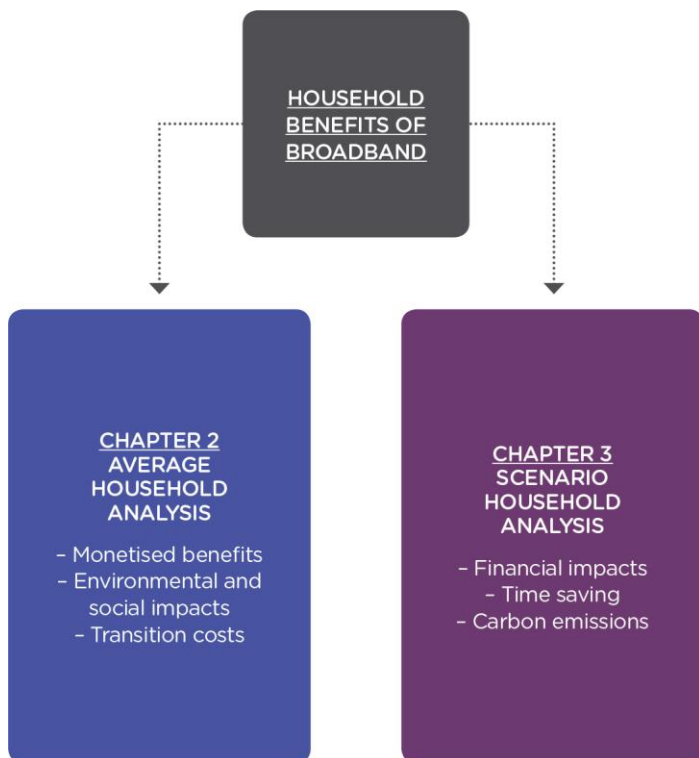 HOUSEHOLD
BENEFITS OF
BROADBAND
CHAPTER 2
AVERAGE
HOUSEHOLD
ANALYSIS
– Monetised benefits
– Environmental and
social impacts
– Transition costs
CHAPTER 3
SCENARIO
HOUSEHOLD
ANALYSIS
– Financial impacts
– Time saving
– Carbon emissions